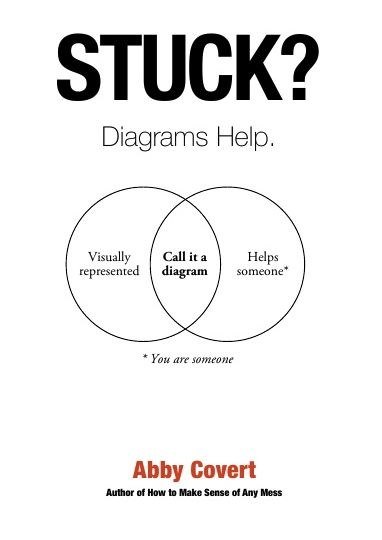 STUCK?
Diagrams Help.
Visually
represented
Call it a
diagram
Helps
someone*
* You are someone
Abby Covert
Author of How to Make Sense of Any Mess